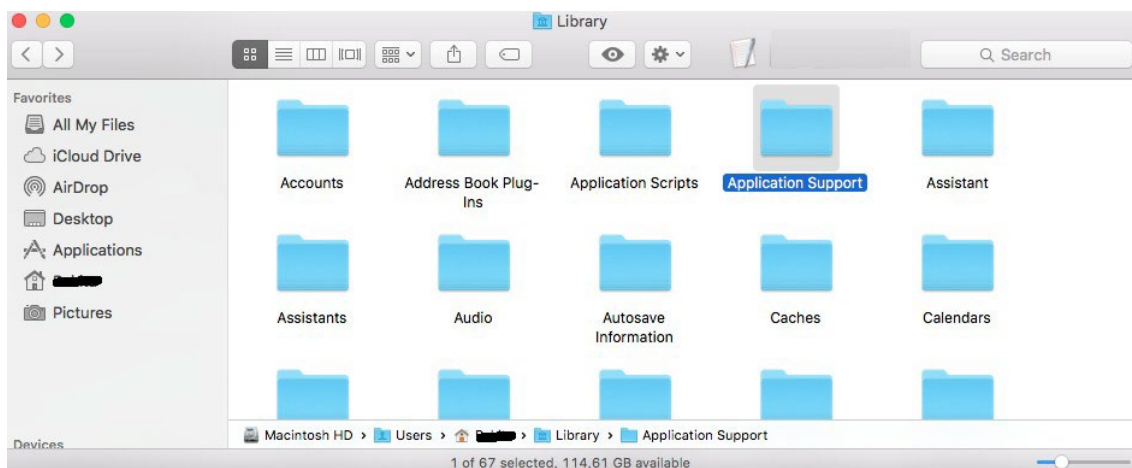 Library
Search
Favorites
All My Files
iCloud Drive
AirDrop
Desktop
Applications
Pictures
Devices
Accounts
Address Book Plug-
Ins
Application Scripts
Application Support
Assistant
Assistants
Audio
Autosave
Information
Caches
Calendars
Macintosh HD › Users › › Library › Application Support
1 of 67 selected, 114.61 GB available